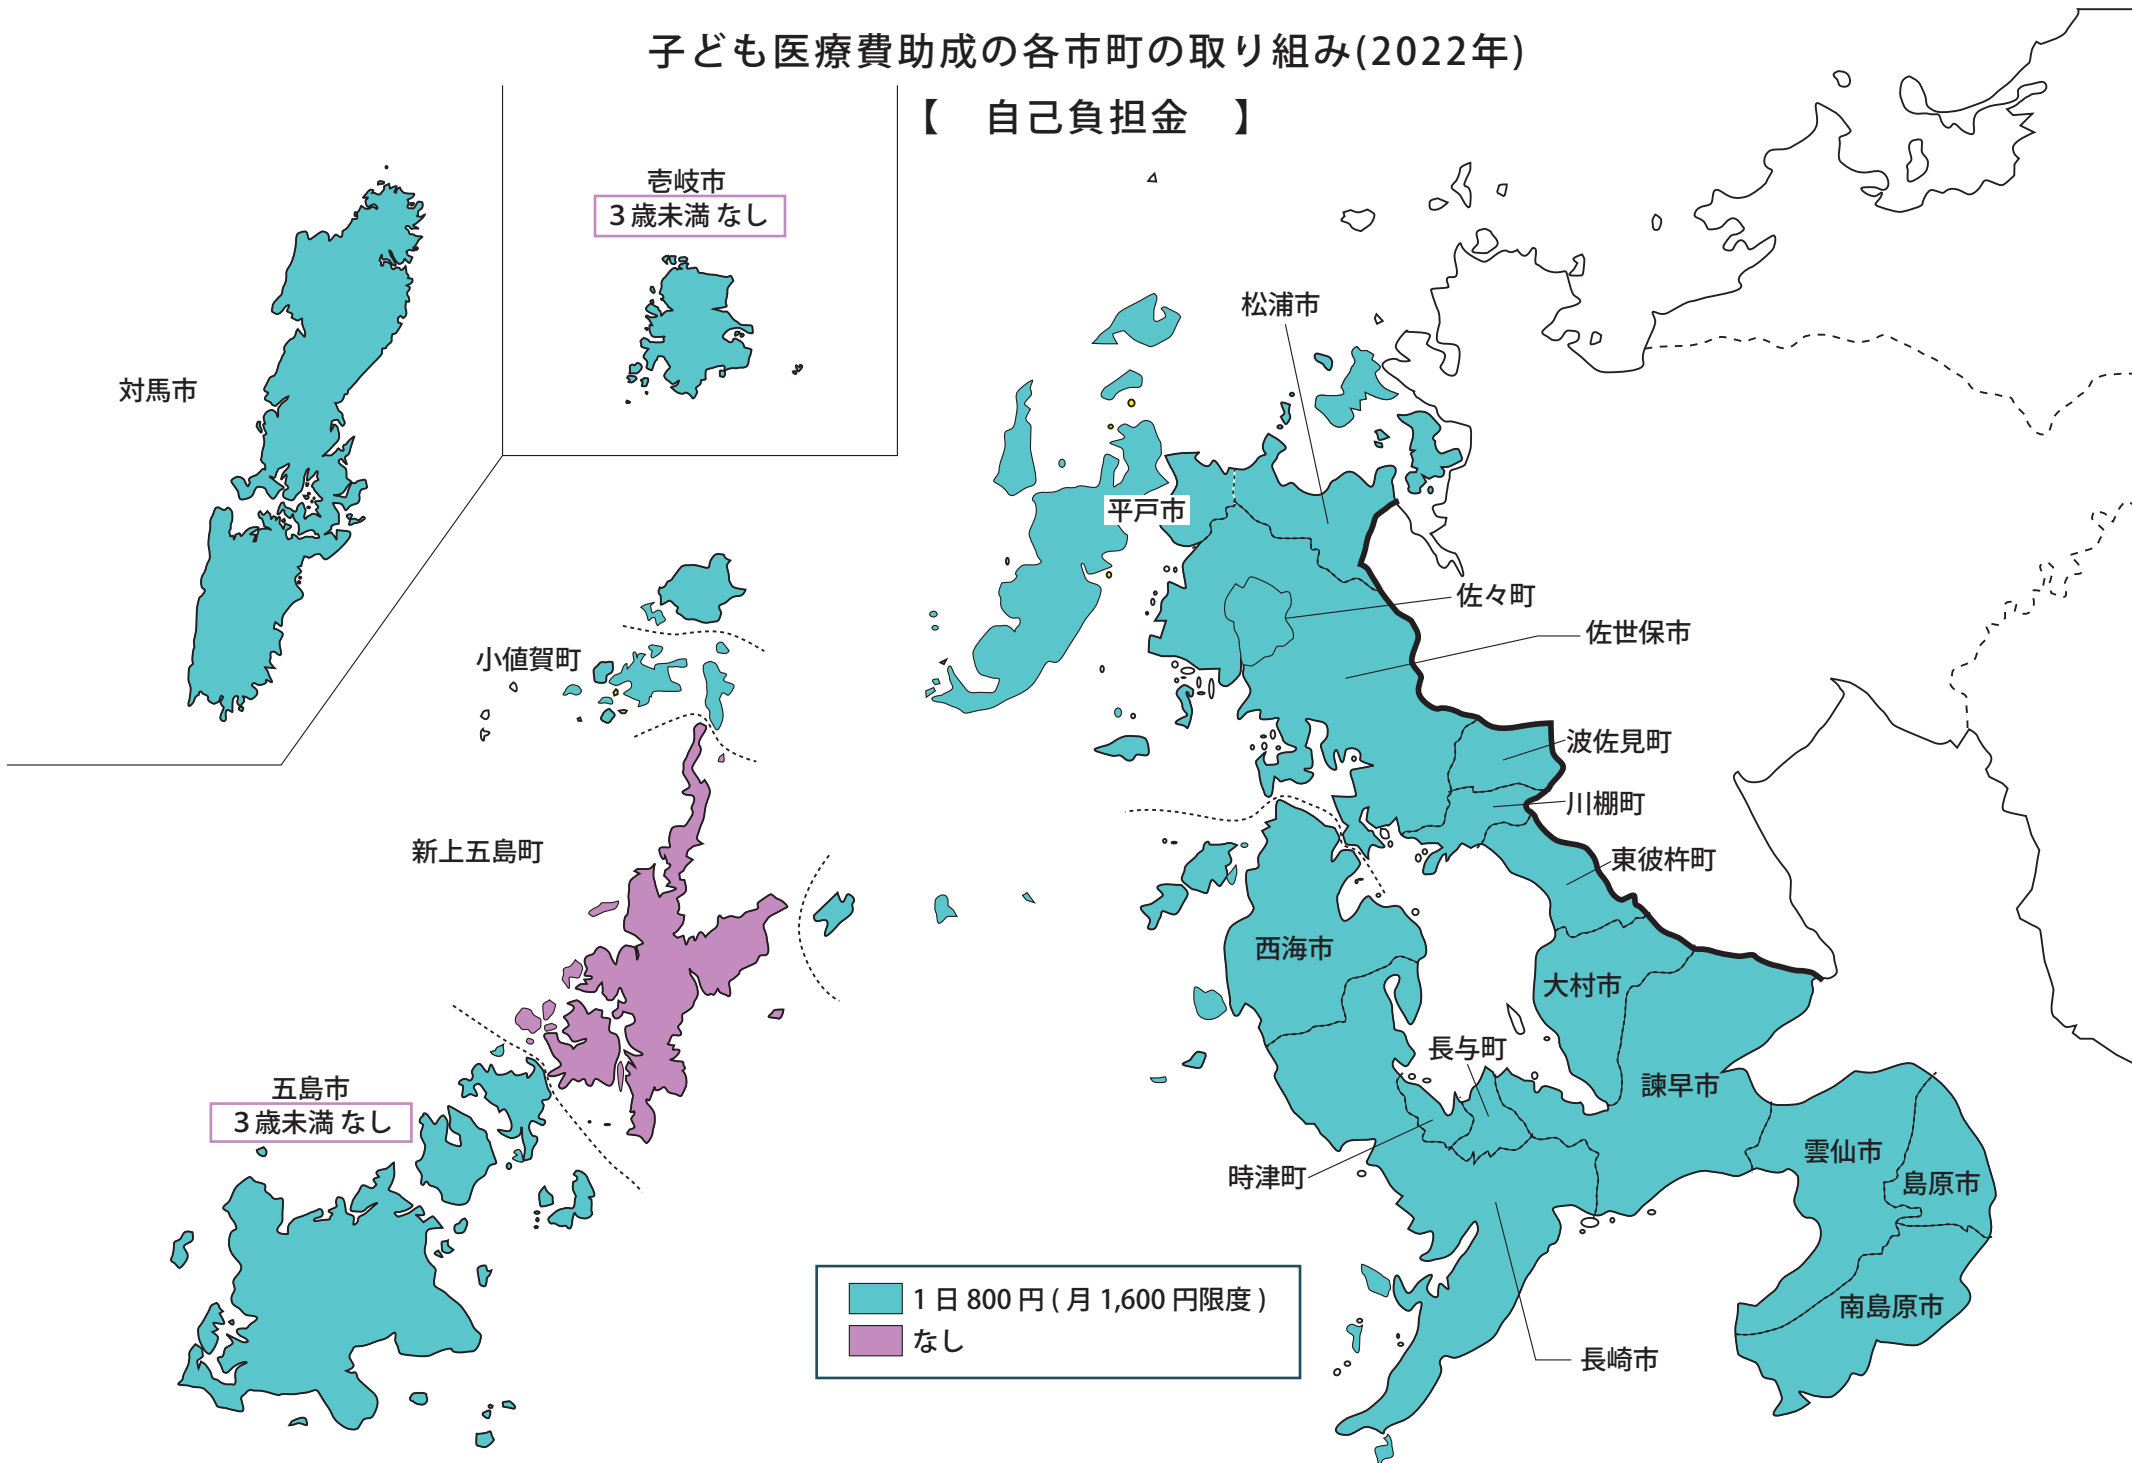 子ども医療費助成の各市町の取り組み(2022年)
【　自己負担金　】
壱岐市
３歳未満 なし
対馬市
松浦市
平戸市
佐々町
佐世保市
小値賀町
波佐見町
川棚町
新上五島町
東彼杵町
西海市
大村市
長与町
諫早市
五島市
３歳未満 なし
雲仙市
時津町
島原市
南島原市
長崎市
1 日 800 円 ( 月 1,600 円限度 )
なし